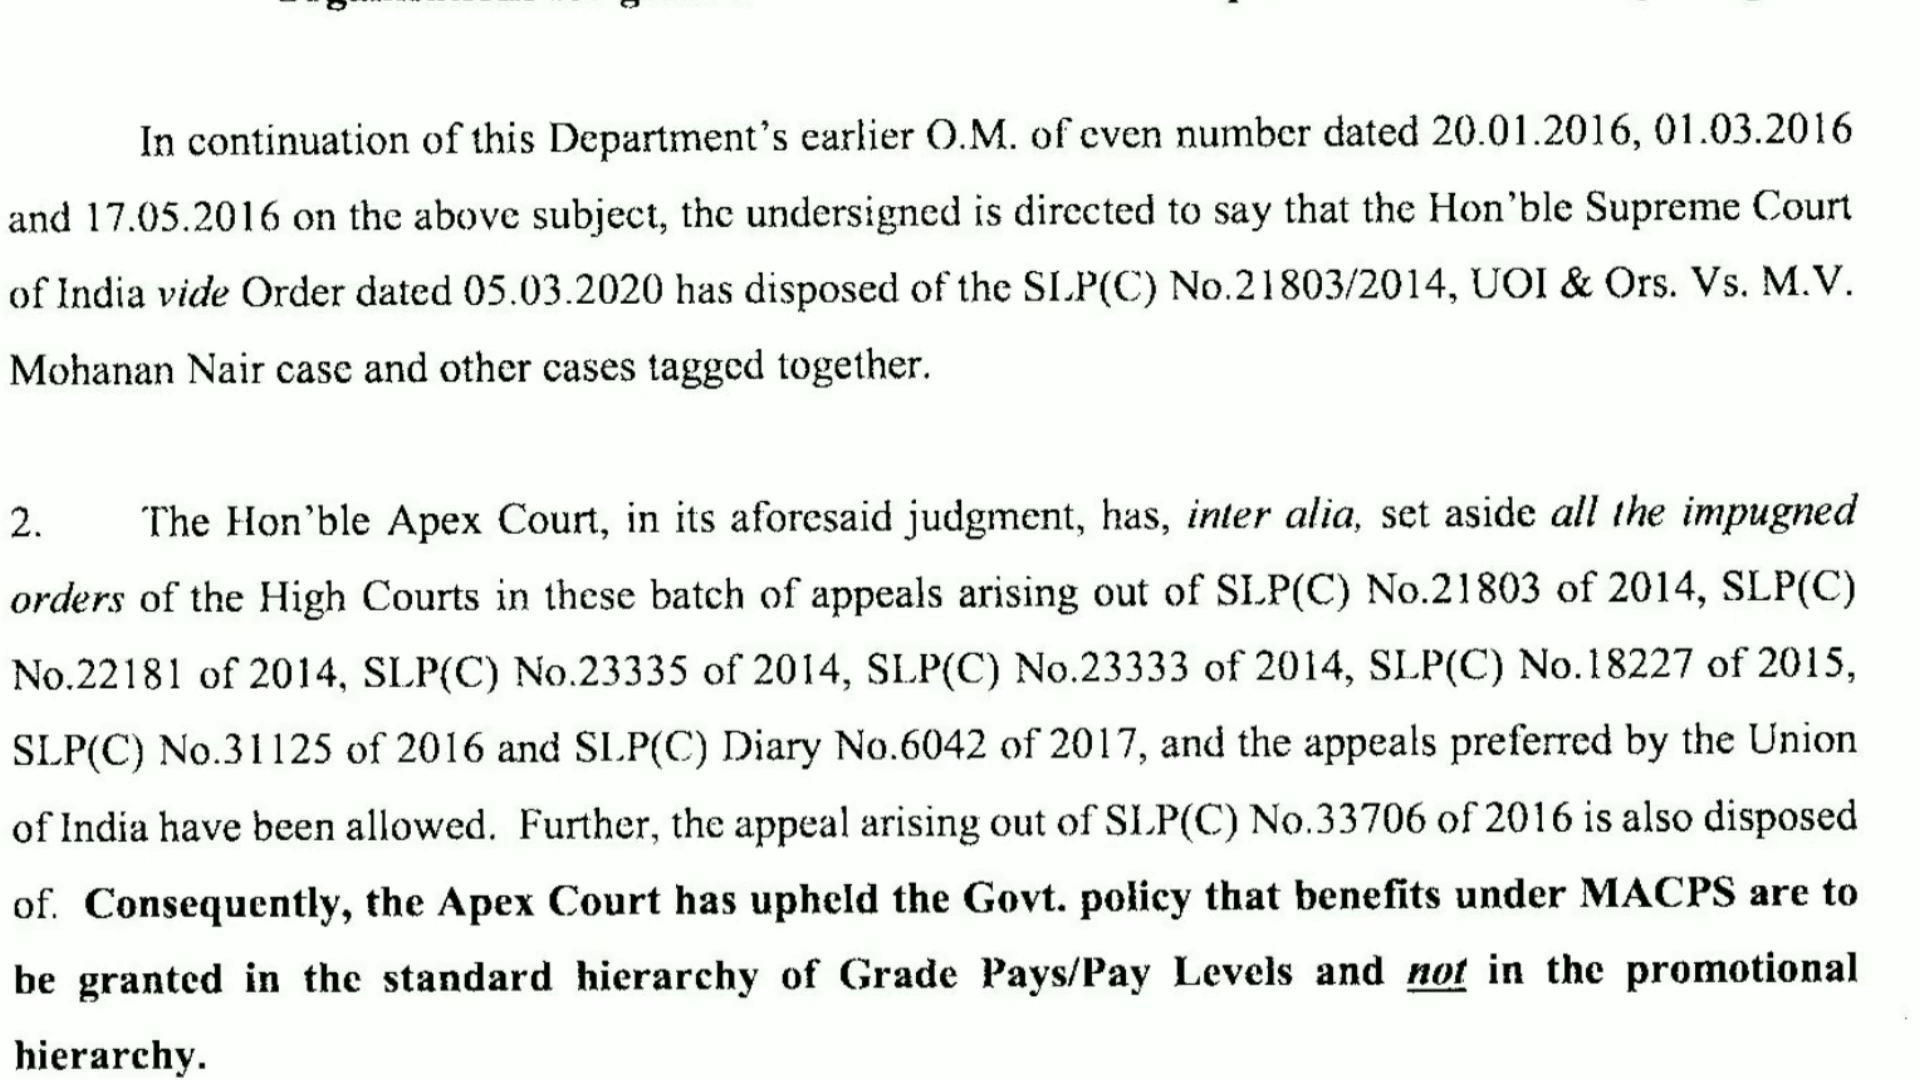 In continuation of this Department's earlier O.M. of even number dated 20.01.2016, 01.03.2016
and 17.05.2016 on the above subject, the undersigned is directed to say that the Hon'ble Supreme Court
of India vide Order dated 05.03.2020 has disposed of the SLP(C) No.21803/2014, UOI & Ors. Vs. M.V.
Mohanan Nair case and other cases tagged together.
2. The Hon'ble Apex Court, in its aforesaid judgment, has, inter alia, set aside all the impugned
orders of the High Courts in these batch of appeals arising out of SLP(C) No.21803 of 2014, SLP(C)
No.22181 of 2014, SLP(C) No.23335 of 2014, SLP(C) No.23333 of 2014, SLP(C) No.18227 of 2015,
SLP(C) No.31125 of 2016 and SLP(C) Diary No.6042 of 2017, and the appeals preferred by the Union
of India have been allowed. Further, the appeal arising out of SLP(C) No.33706 of 2016 is also disposed
of. Consequently, the Apex Court has upheld the Govt. policy that benefits under MACPS are to
be granted in the standard hierarchy of Grade Pays/Pay Levels and not in the promotional
hierarchy.